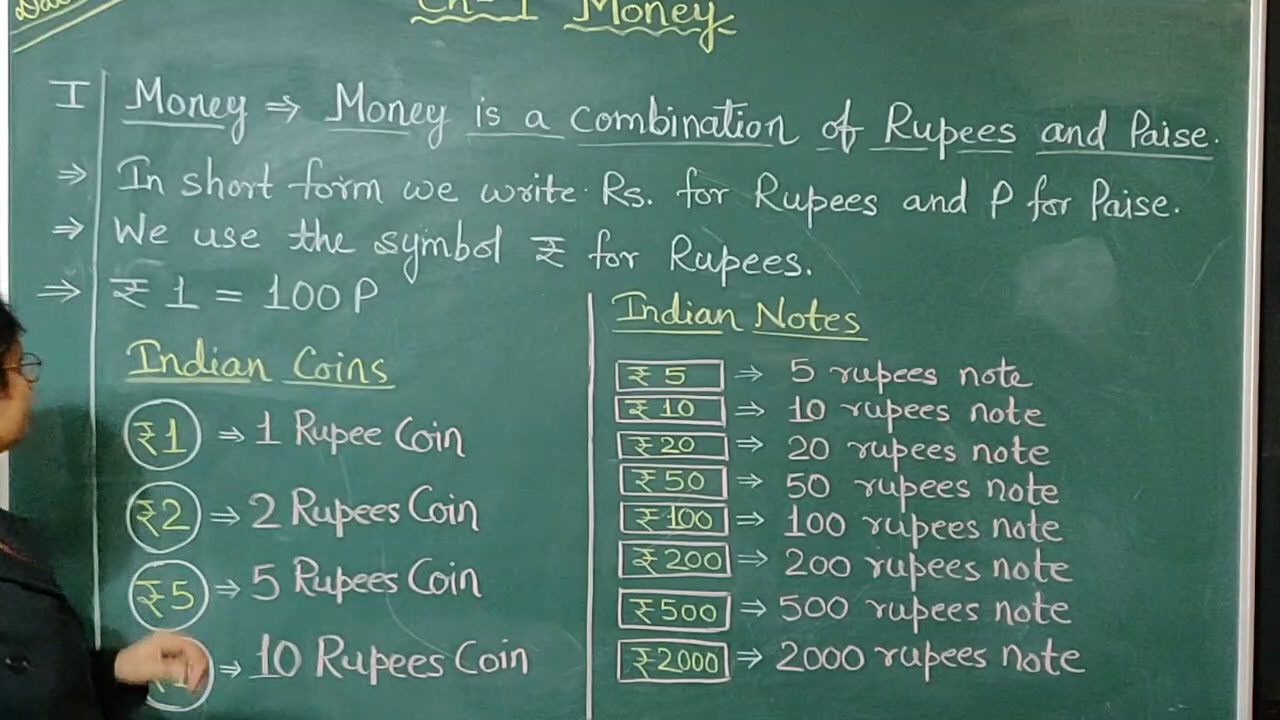 Ch-1 Money
I Money ⇒ Money is a combination of Rupees and Paise.
⇒ In short form we write Rs. for Rupees and P for Paise.
⇒ We use the symbol ₹ for Rupees.
⇒ ₹ 1 = 100 P
Indian Coins
₹1 ⇒ 1 Rupee Coin
₹2 ⇒ 2 Rupees Coin
₹5 ⇒ 5 Rupees Coin
⇒ 10 Rupees Coin
Indian Notes
₹5 ⇒ 5 rupees note
₹10 ⇒ 10 rupees note
₹20 ⇒ 20 rupees note
₹50 ⇒ 50 rupees note
₹100 ⇒ 100 rupees note
₹200 ⇒ 200 rupees note
₹500 ⇒ 500 rupees note
₹2000 ⇒ 2000 rupees note